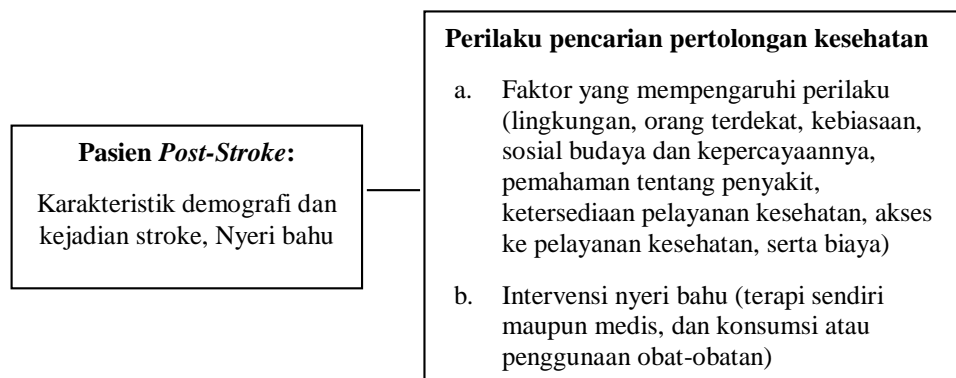 Pasien Post-Stroke:
Karakteristik demografi dan
kejadian stroke, Nyeri bahu
Perilaku pencarian pertolongan kesehatan
a. Faktor yang mempengaruhi perilaku
(lingkungan, orang terdekat, kebiasaan,
sosial budaya dan kepercayaannya,
pemahaman tentang penyakit,
ketersediaan pelayanan kesehatan, akses
ke pelayanan kesehatan, serta biaya)
b. Intervensi nyeri bahu (terapi sendiri
maupun medis, dan konsumsi atau
penggunaan obat-obatan)